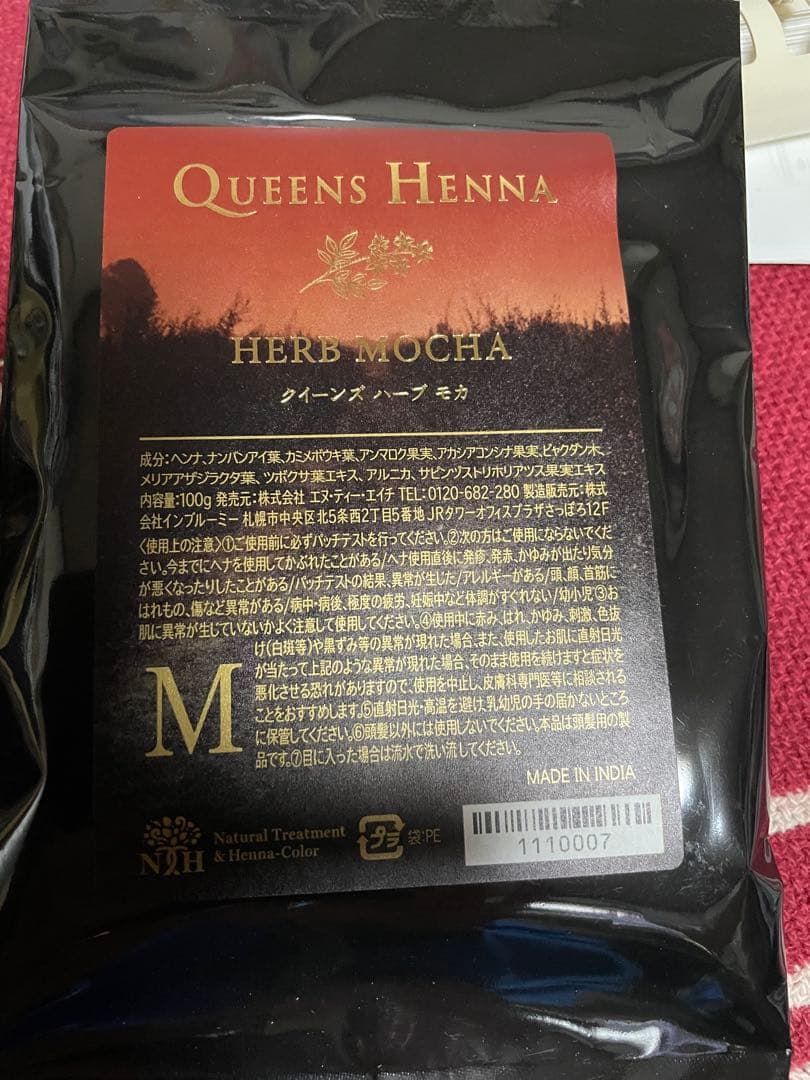 QUEENS HENNA
HERB MOCHA
クイーンズ ハーブ モカ
成分:ヘンナ、ナンバンアイ葉、カミメボウキ葉、アンマロク果実、アカシアコンシナ果実、ビャクダン木、
メリアアザジラクタ葉、ツボクサ葉エキス、アルニカ、サピンヅストリホリアツス果実エキス
内容量:100g 発売元:株式会社 エヌ・ティー・エイチ TEL:0120-682-280 製造販売元:株式
会社インブルーミー 札幌市中央区北5条西2丁目5番地 JRタワーオフィスプラザさっぽろ12F
〈使用上の注意〉①ご使用前に必ずパッチテストを行ってください。②次の方はご使用にならないでくだ
さい。今までにヘナを使用してかぶれたことがある/ヘナ使用直後に発疹、発赤、かゆみが出たり気分
が悪くなったりしたことがある/パッチテストの結果、異常が生じた/アレルギーがある/頭、顔、首筋に
はれもの、傷など異常がある/病中・病後、極度の疲労、妊娠中など体調がすぐれない/幼小児 ③お
肌に異常が生じていないかよく注意して使用してください。④使用中に赤み、はれ、かゆみ、刺激、色抜
け(白斑等)や黒ずみ等の異常が現れた場合、また、使用したお肌に直射日光
が当たって上記のような異常が現れた場合、そのまま使用を続けますと症状を
悪化させる恐れがありますので、使用を中止し、皮膚科専門医等に相談される
ことをおすすめします。⑤直射日光・高温を避け、乳幼児の手の届かないところ
に保管してください。⑥頭髪以外には使用しないでください。本品は頭髪用の製
品です。⑦目に入った場合は流水で洗い流してください。
M
MADE IN INDIA
NTH
Natural Treatment
& Henna-Color
プラ
袋:PE
1110007